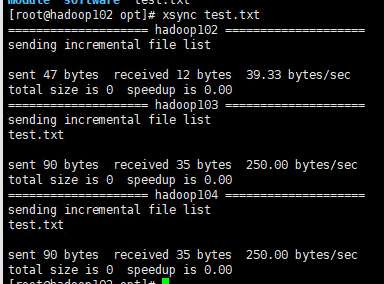 module software test.txt
[root@hadoop102 opt]# xsync test.txt
==================== hadoop102 ====================
sending incremental file list

sent 47 bytes  received 12 bytes  39.33 bytes/sec
total size is 0  speedup is 0.00
==================== hadoop103 ====================
sending incremental file list
test.txt

sent 90 bytes  received 35 bytes  250.00 bytes/sec
total size is 0  speedup is 0.00
==================== hadoop104 ====================
sending incremental file list
test.txt

sent 90 bytes  received 35 bytes  250.00 bytes/sec
total size is 0  speedup is 0.00
[root@hadoop102 opt]#